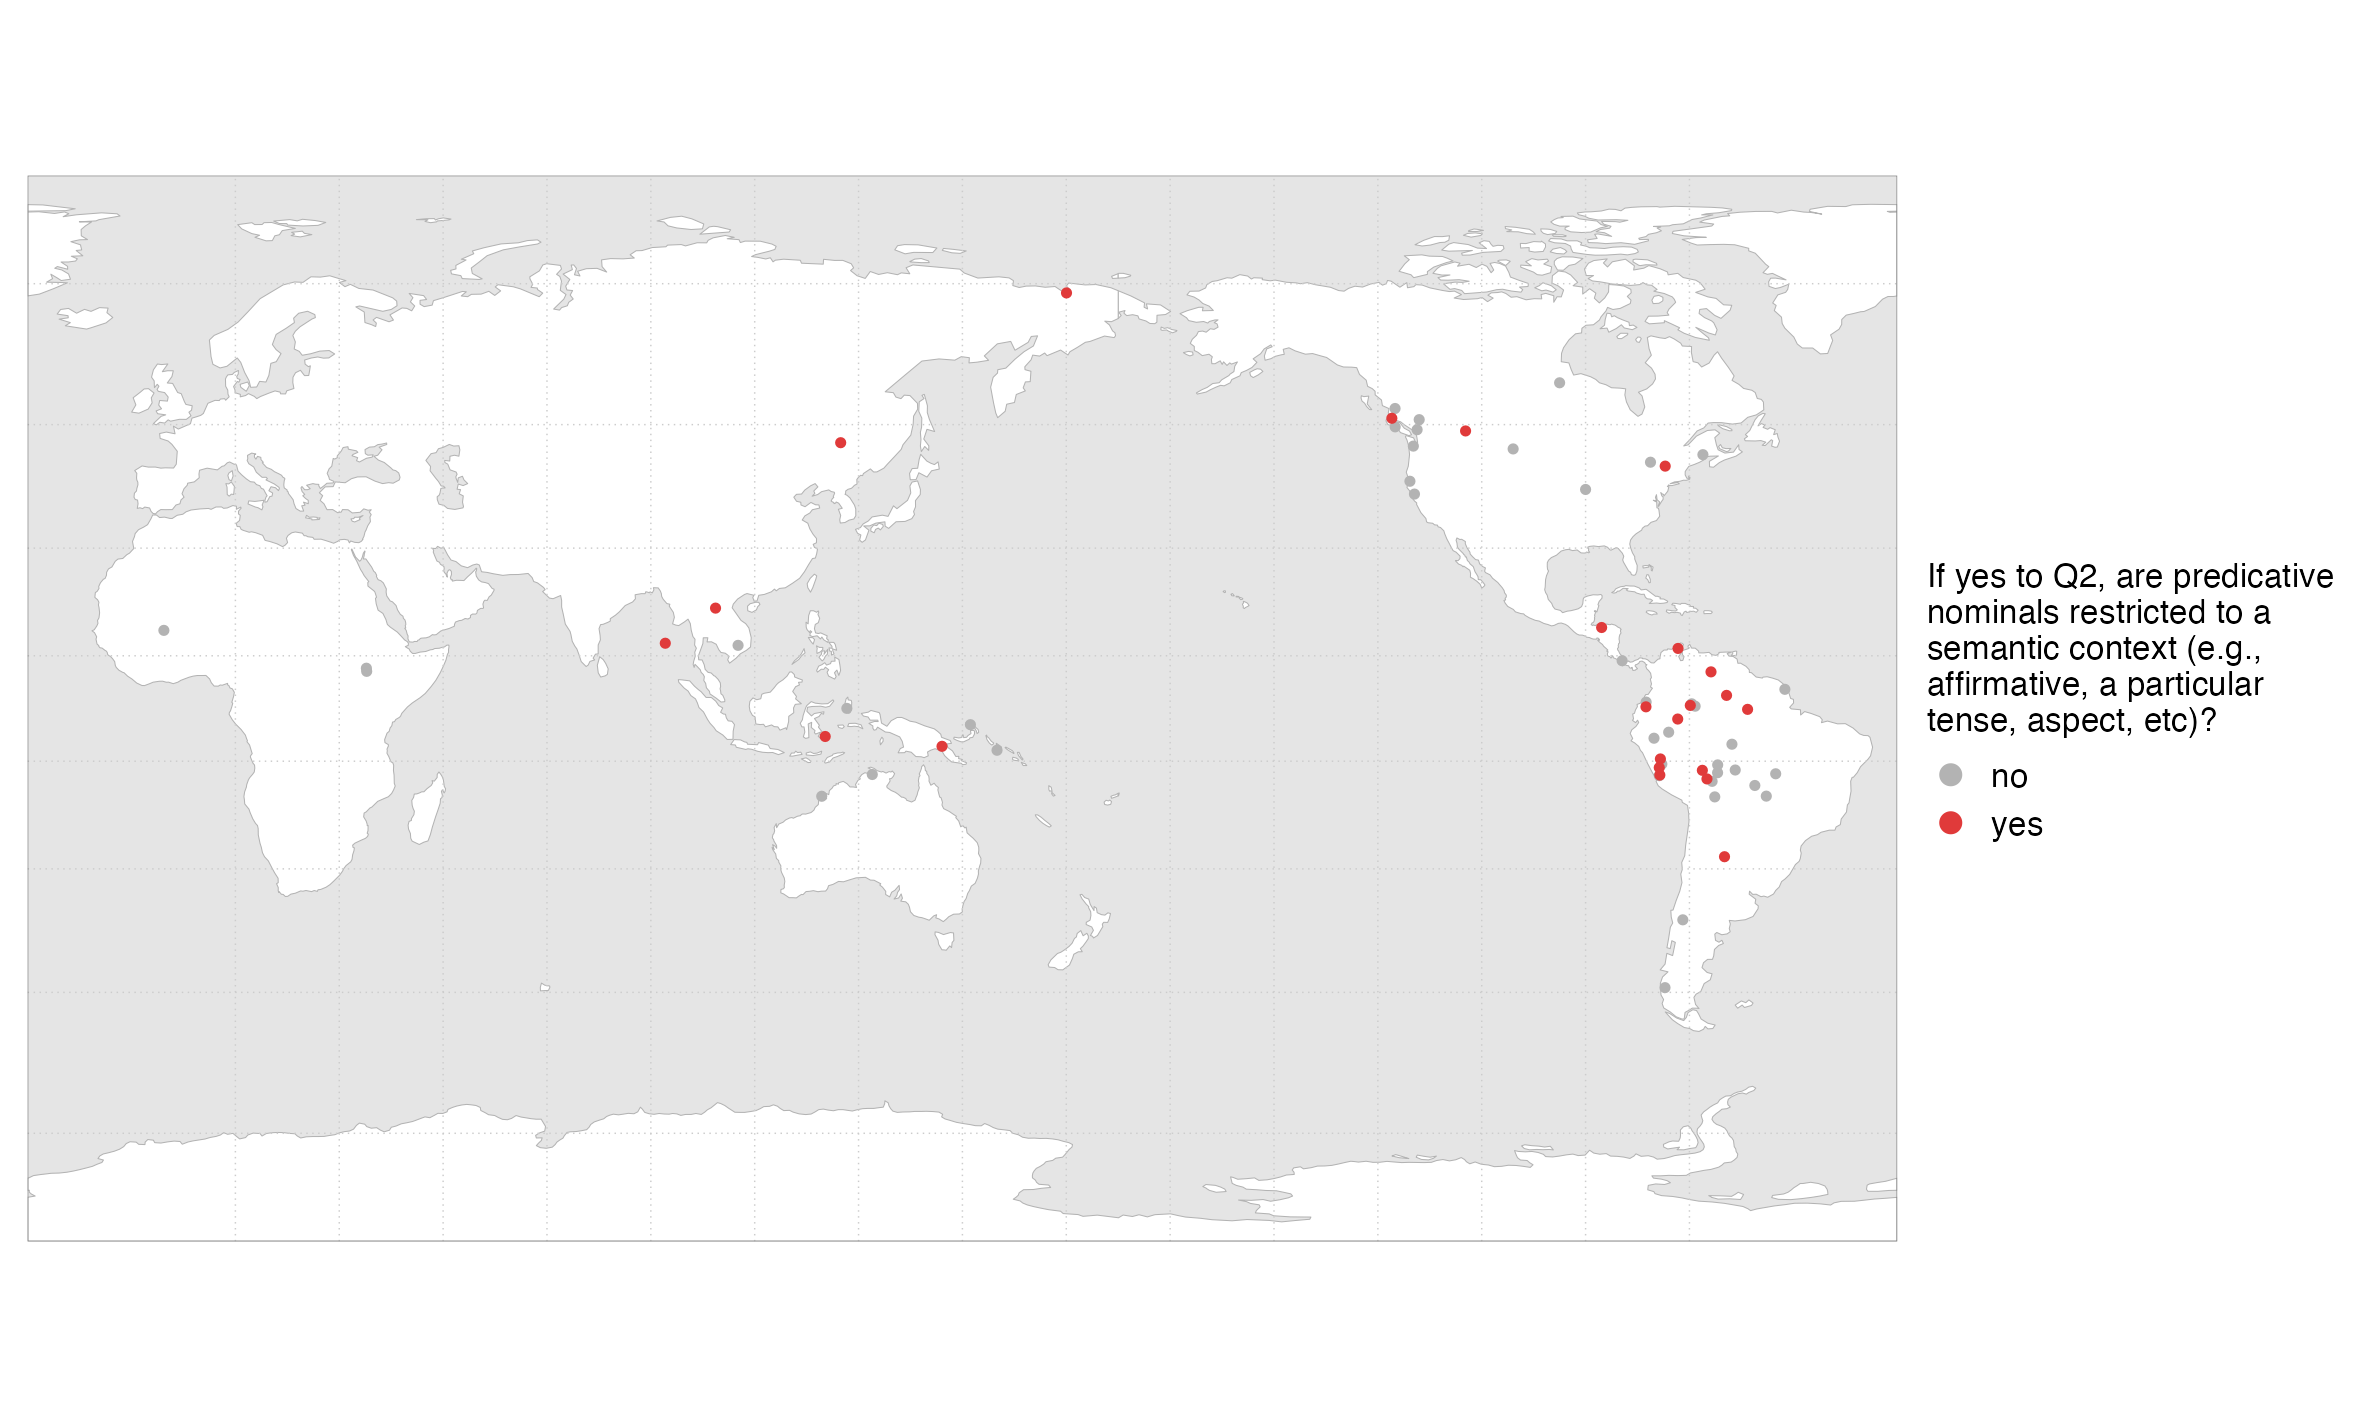 If yes to Q2, are predicative
nominals restricted to a
semantic context (e.g.,
affirmative, a particular
tense, aspect, etc)?
no
yes